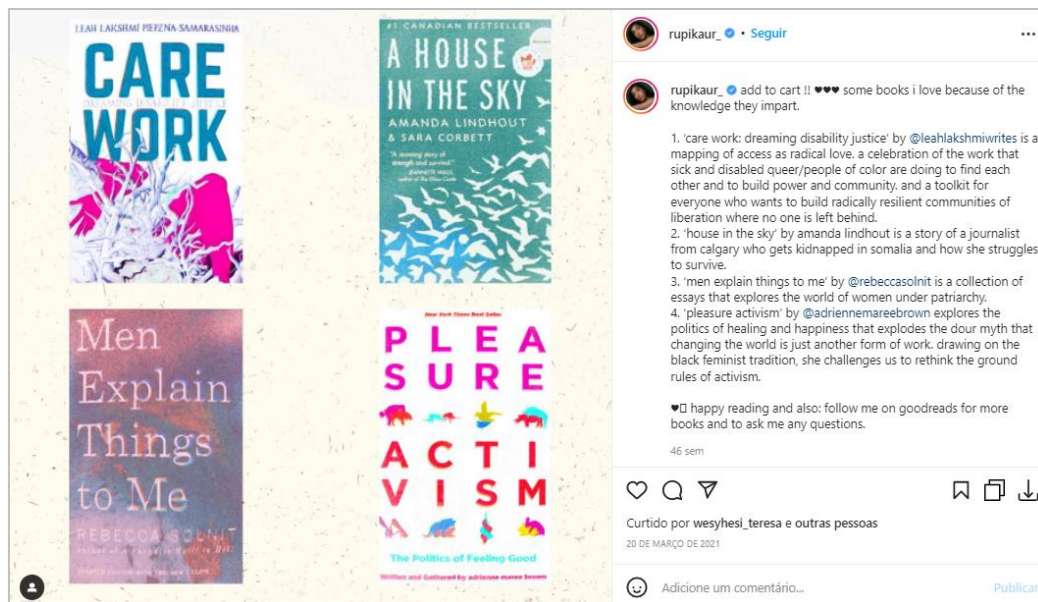 LEAH LAKSHMI PIEPZNA-SAMARASINHA
CARE
DREAMING DISABILITY JUSTICE
WORK
#1 CANADIAN BESTSELLER
A HOUSE
IN THE SKY
AMANDA LINDHOUT
& SARA CORBETT
"A stunning story of
strength and survival."
JEANNETTE WALLS,
author of The Glass Castle
Men
Explain
Things
to Me
REBECCA SOLNIT
New York Times Best Seller
PLEA
SURE
ACTI
VISM
The Politics of Feeling Good
Written and Gathered by adrienne maree brown
rupikaur_ • Seguir
rupikaur_ add to cart !! ♥♥♥ some books i love because of the
knowledge they impart.
1. 'care work: dreaming disability justice' by @leahlakshmiwrites is a
mapping of access as radical love. a celebration of the work that
sick and disabled queer/people of color are doing to find each
other and to build power and community. and a toolkit for
everyone who wants to build radically resilient communities of
liberation where no one is left behind.
2. 'house in the sky' by amanda lindhout is a story of a journalist
from calgary who gets kidnapped in somalia and how she struggles
to survive.
3. 'men explain things to me' by @rebeccasolnit is a collection of
essays that explores the world of women under patriarchy.
4. 'pleasure activism' by @adriennemareebrown explores the
politics of healing and happiness that explodes the dour myth that
changing the world is just another form of work. drawing on the
black feminist tradition, she challenges us to rethink the ground
rules of activism.
♥▯ happy reading and also: follow me on goodreads for more
books and to ask me any questions.
46 sem
Curtido por wesyhesi_teresa e outras pessoas
20 DE MARÇO DE 2021
Adicione um comentário... Publicar